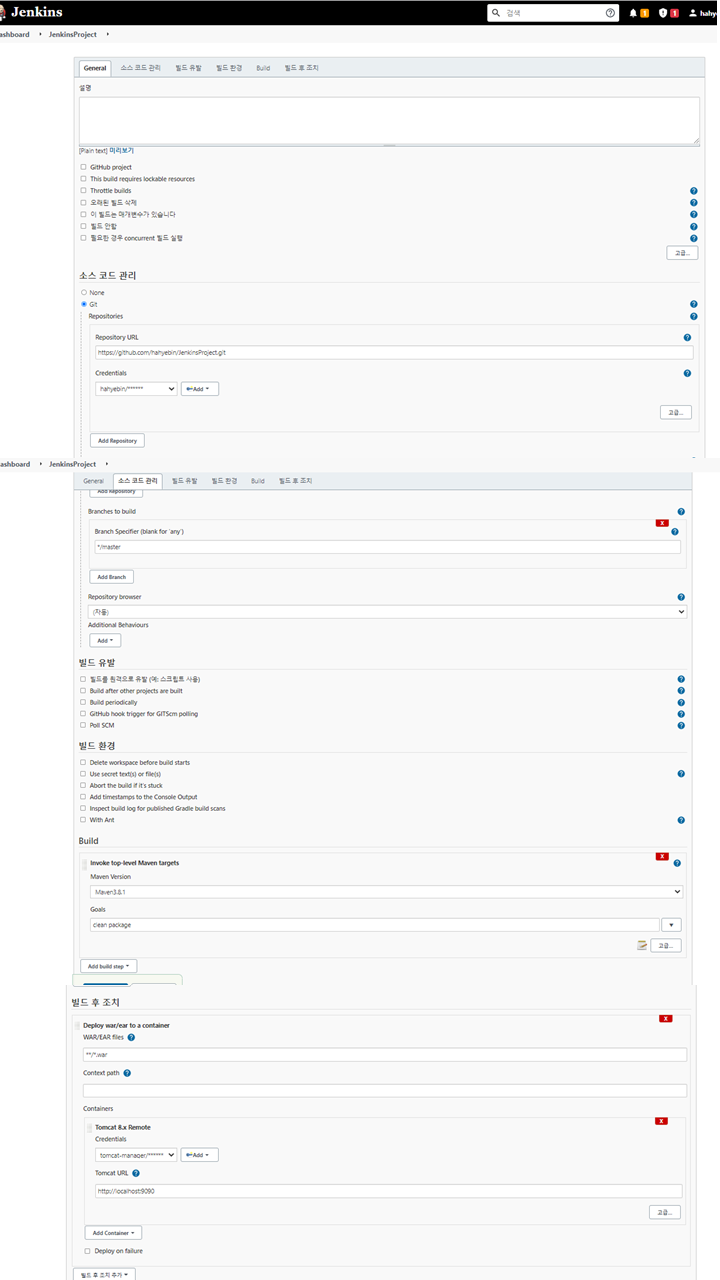 Jenkins
검색
1
1
hahye
ashboard
JenkinsProject
General 소스 코드 관리 빌드 유발 빌드 환경 Build 빌드 후 조치
설명
[Plain text] 미리보기
GitHub project
This build requires lockable resources
Throttle builds
오래된 빌드 삭제
이 빌드는 매개변수가 있습니다
빌드 안함
필요한 경우 concurrent 빌드 실행
고급...
소스 코드 관리
None
Git
Repositories
Repository URL
https://github.com/hahyebin/JenkinsProject.git
Credentials
hahyebin/****** Add
고급...
Add Repository
ashboard
JenkinsProject
General 소스 코드 관리 빌드 유발 빌드 환경 Build 빌드 후 조치
Add Repository
Branches to build
X
Branch Specifier (blank for 'any')
*/master
Add Branch
Repository browser
(자동)
Additional Behaviours
Add
빌드 유발
빌드를 원격으로 유발 (예: 스크립트 사용)
Build after other projects are built
Build periodically
GitHub hook trigger for GITScm polling
Poll SCM
빌드 환경
Delete workspace before build starts
Use secret text(s) or file(s)
Abort the build if it's stuck
Add timestamps to the Console Output
Inspect build log for published Gradle build scans
With Ant
Build
X
Invoke top-level Maven targets
Maven Version
Maven3.8.1
Goals
clean package
고급...
Add build step
빌드 후 조치
X
Deploy war/ear to a container
WAR/EAR files
**/*.war
Context path
Containers
X
Tomcat 8.x Remote
Credentials
tomcat-manager/****** Add
Tomcat URL
http://localhost:9090
고급...
Add Container
Deploy on failure
빌드 후 조치 추가